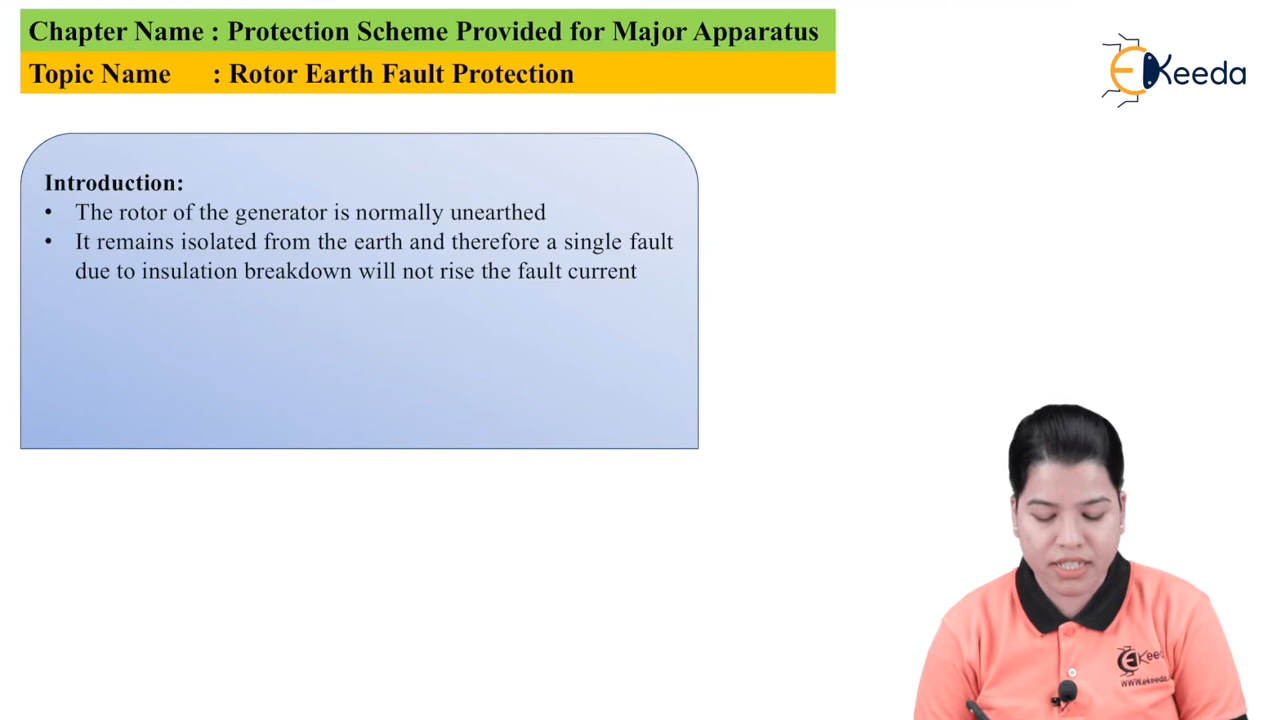 Chapter Name : Protection Scheme Provided for Major Apparatus
Topic Name : Rotor Earth Fault Protection
EKeeda
Introduction:
• The rotor of the generator is normally unearthed
• It remains isolated from the earth and therefore a single fault
due to insulation breakdown will not rise the fault current